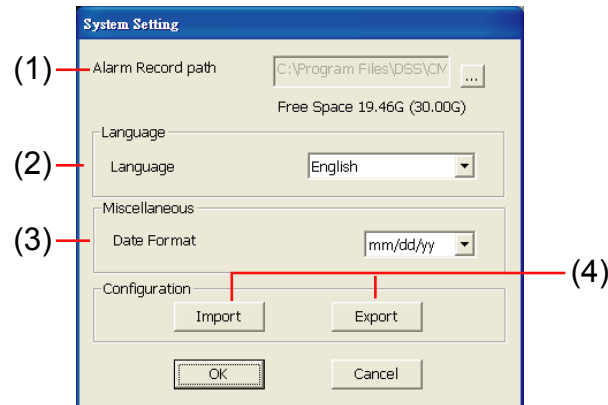 System Setting
(1) Alarm Record path C:\Program Files\DSS\CM ...
Free Space 19.46G (30.00G)
Language
(2) Language English
Miscellaneous
(3) Date Format mm/dd/yy
(4)
Configuration
Import Export
OK Cancel